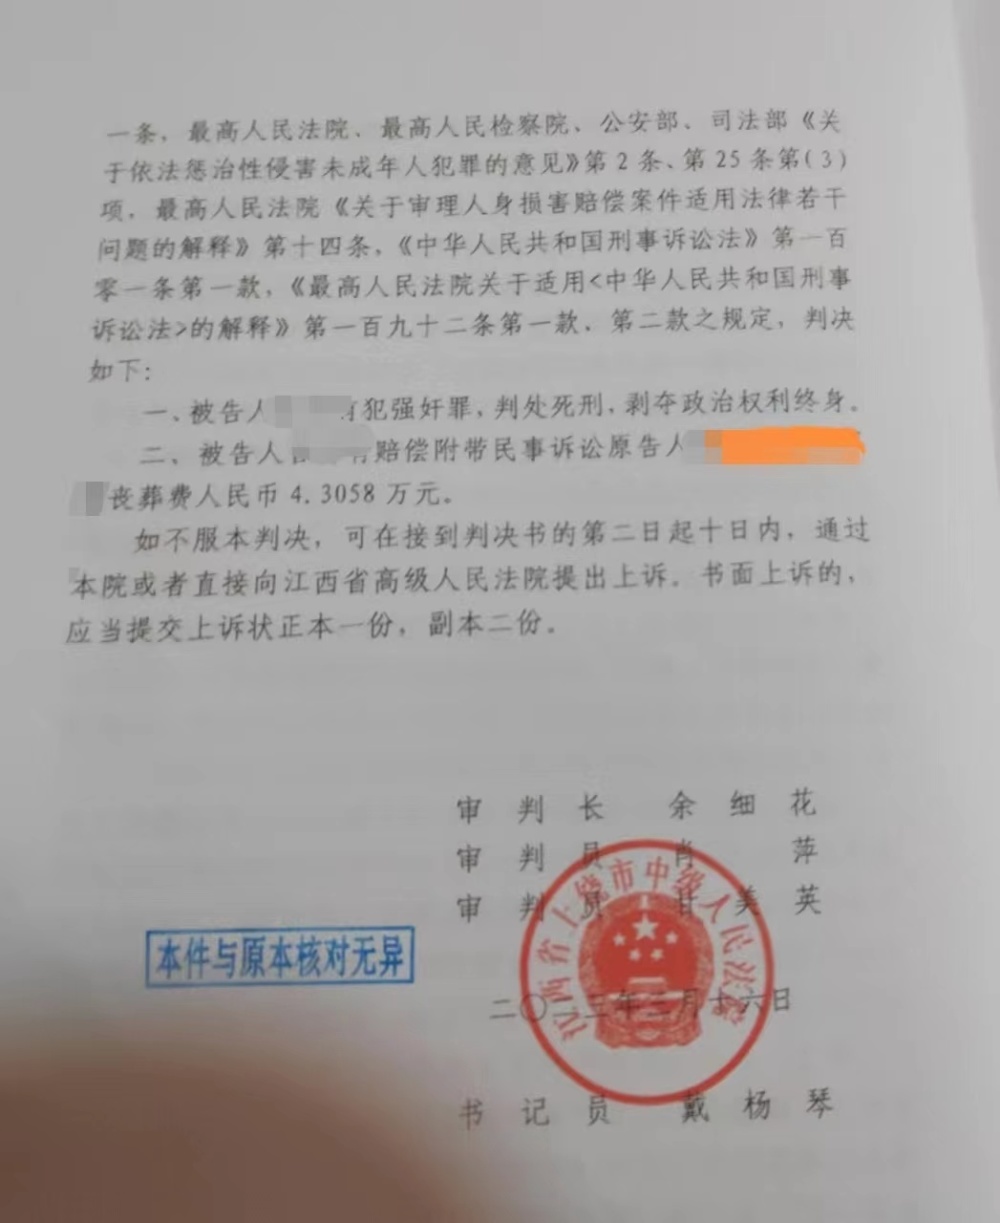 一条、最高人民法院、最高人民检察院、公安部、司法部《关
于依法惩治性侵害未成年人犯罪的意见》第2条、第25条第(3)
项，最高人民法院《关于审理人身损害赔偿案件适用法律若干
问题的解释》第十四条，《中华人民共和国刑事诉讼法》第一百
零一条第一款，《最高人民法院关于适用<中华人民共和国刑事
诉讼法>的解释》第一百九十二条第一款、第二款之规定，判决
如下：
一、被告人 犯强奸罪，判处死刑，剥夺政治权利终身。
二、被告人 赔偿附带民事诉讼原告人
丧葬费人民币4.3058万元。
如不服本判决，可在接到判决书的第二日起十日内，通过
本院或者直接向江西省高级人民法院提出上诉。书面上诉的，
应当提交上诉状正本一份，副本二份。
审判长 余细花
审判员 肖萍
审判员 甘美英
江西省上饶市中级人民法院
本件与原本核对无异
二〇二三年三月十六日
书记员 戴杨琴